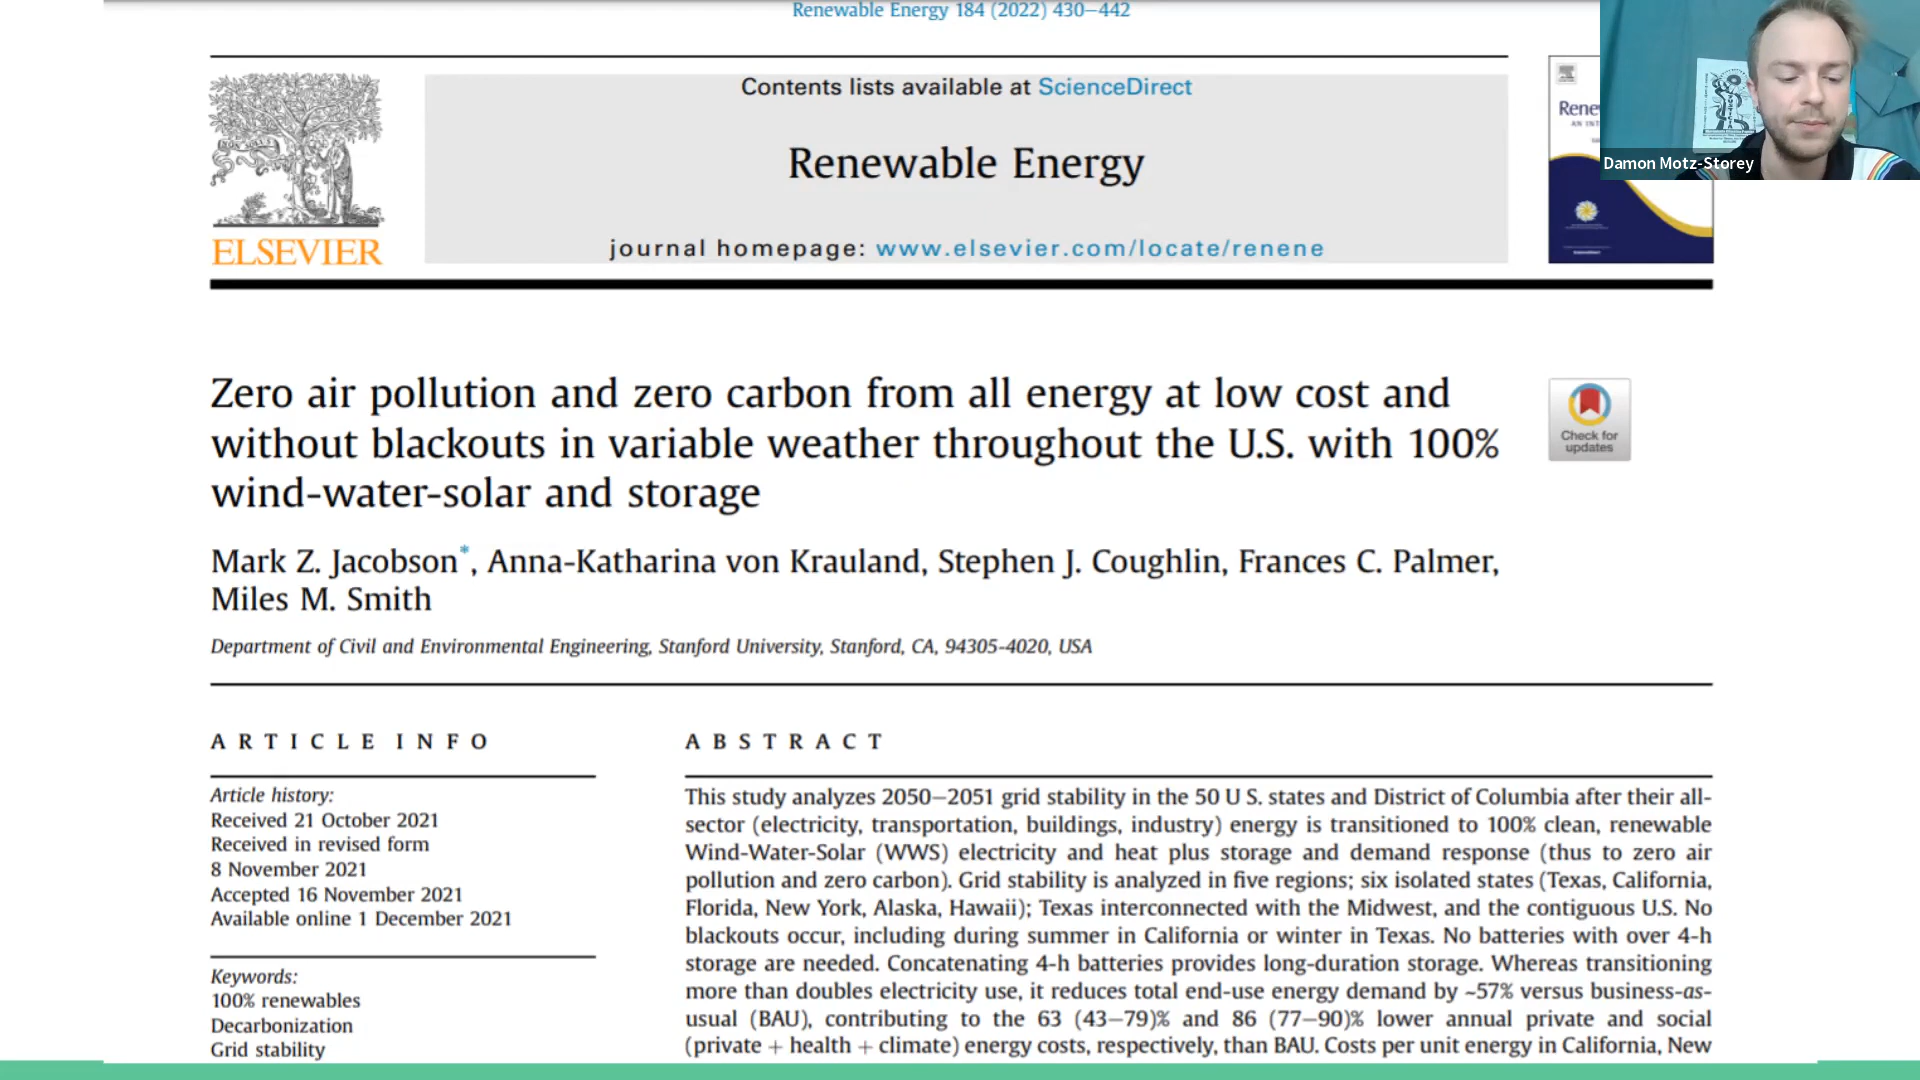 Renewable Energy 184 (2022) 430–442
Contents lists available at ScienceDirect
Renewable Energy
journal homepage: www.elsevier.com/locate/renene
ELSEVIER
Rene
AN INT
Damon Motz-Storey
Zero air pollution and zero carbon from all energy at low cost and
without blackouts in variable weather throughout the U.S. with 100%
wind-water-solar and storage
Check for
updates
Mark Z. Jacobson*, Anna-Katharina von Krauland, Stephen J. Coughlin, Frances C. Palmer,
Miles M. Smith
Department of Civil and Environmental Engineering, Stanford University, Stanford, CA, 94305-4020, USA
ARTICLE INFO
Article history:
Received 21 October 2021
Received in revised form
8 November 2021
Accepted 16 November 2021
Available online 1 December 2021
Keywords:
100% renewables
Decarbonization
Grid stability
ABSTRACT
This study analyzes 2050–2051 grid stability in the 50 U S. states and District of Columbia after their all-
sector (electricity, transportation, buildings, industry) energy is transitioned to 100% clean, renewable
Wind-Water-Solar (WWS) electricity and heat plus storage and demand response (thus to zero air
pollution and zero carbon). Grid stability is analyzed in five regions; six isolated states (Texas, California,
Florida, New York, Alaska, Hawaii); Texas interconnected with the Midwest, and the contiguous U.S. No
blackouts occur, including during summer in California or winter in Texas. No batteries with over 4-h
storage are needed. Concatenating 4-h batteries provides long-duration storage. Whereas transitioning
more than doubles electricity use, it reduces total end-use energy demand by ~57% versus business-as-
usual (BAU), contributing to the 63 (43–79)% and 86 (77–90)% lower annual private and social
(private + health + climate) energy costs, respectively, than BAU. Costs per unit energy in California, New